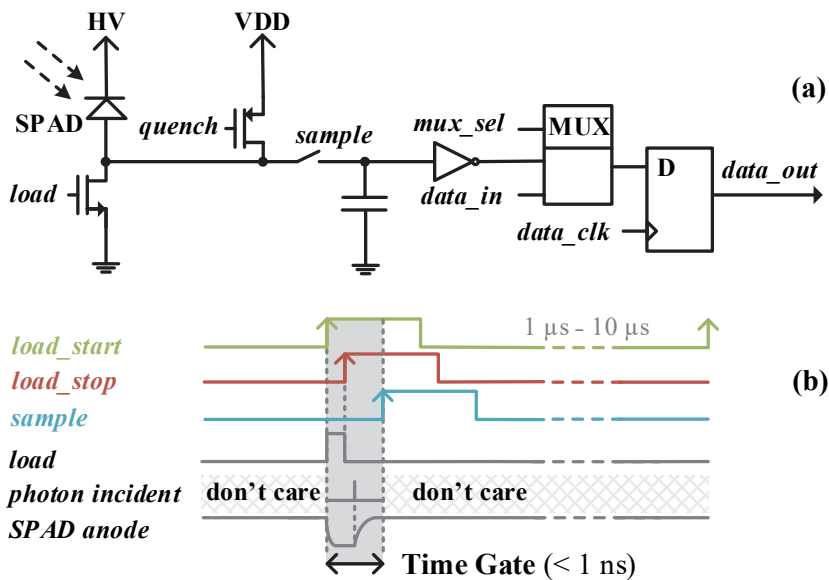 HV
VDD
(a)
SPAD
quench
sample
mux_sel
MUX
load
D
data_out
data_in
data_clk
1 μs - 10 μs
load_start
load_stop
(b)
sample
load
photon incident
don't care
don't care
SPAD anode
Time Gate (< 1 ns)